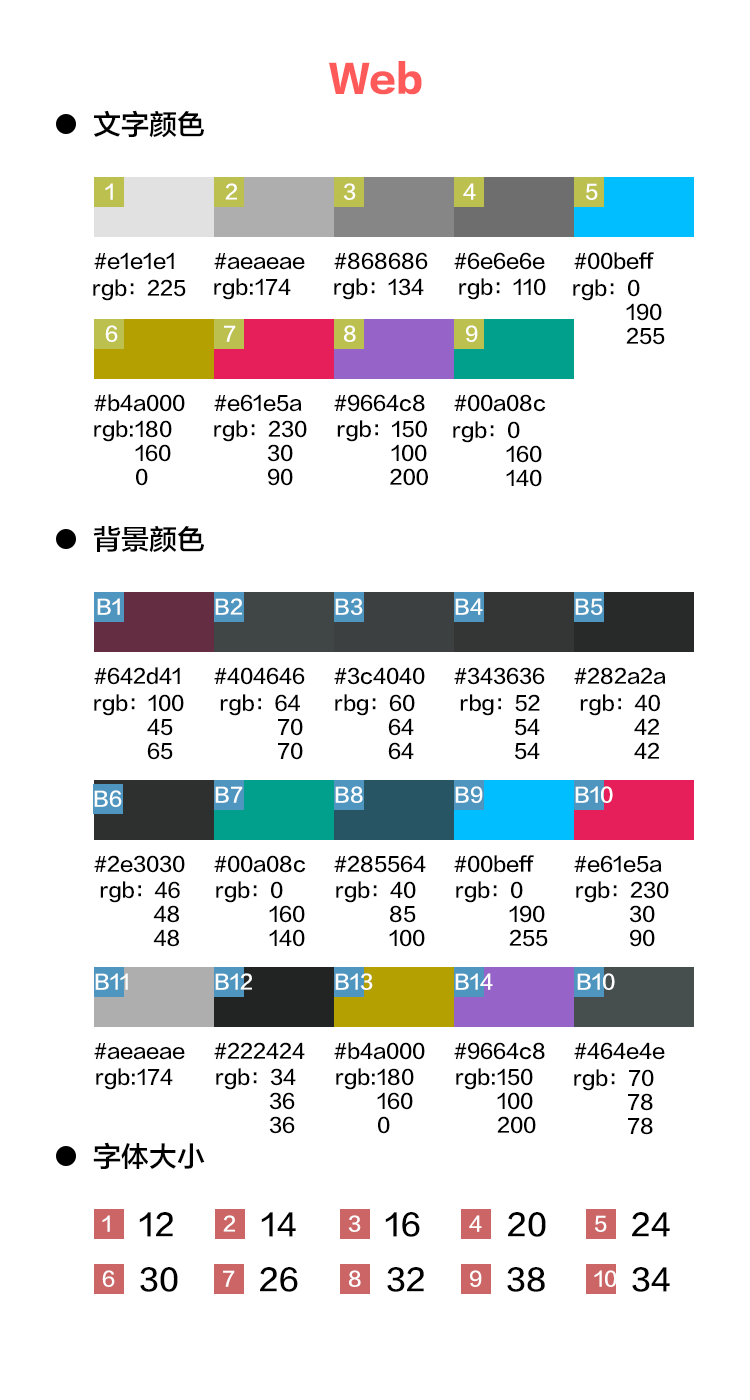 Web
文字颜色
1 2 3 4 5
#e1e1e1 #aeaeae #868686 #6e6e6e #00beff
rgb: 225 rgb:174 rgb: 134 rgb: 110 rgb: 0
190
255
6 7 8 9
#b4a000 #e61e5a #9664c8 #00a08c
rgb:180 rgb: 230 rgb: 150 rgb: 0
160 30 100 160
0 90 200 140
背景颜色
B1 B2 B3 B4 B5
#642d41 #404646 #3c4040 #343636 #282a2a
rgb: 100 rgb: 64 rbg: 60 rbg: 52 rgb: 40
45 70 64 54 42
65 70 64 54 42
B6 B7 B8 B9 B10
#2e3030 #00a08c #285564 #00beff #e61e5a
rgb: 46 rgb: 0 rgb: 40 rgb: 0 rgb: 230
48 160 85 190 30
48 140 100 255 90
B11 B12 B13 B14 B10
#aeaeae #222424 #b4a000 #9664c8 #464e4e
rgb:174 rgb: 34 rgb:180 rgb:150 rgb: 70
36 160 100 78
36 0 200 78
字体大小
1 12 2 14 3 16 4 20 5 24
6 30 7 26 8 32 9 38 10 34